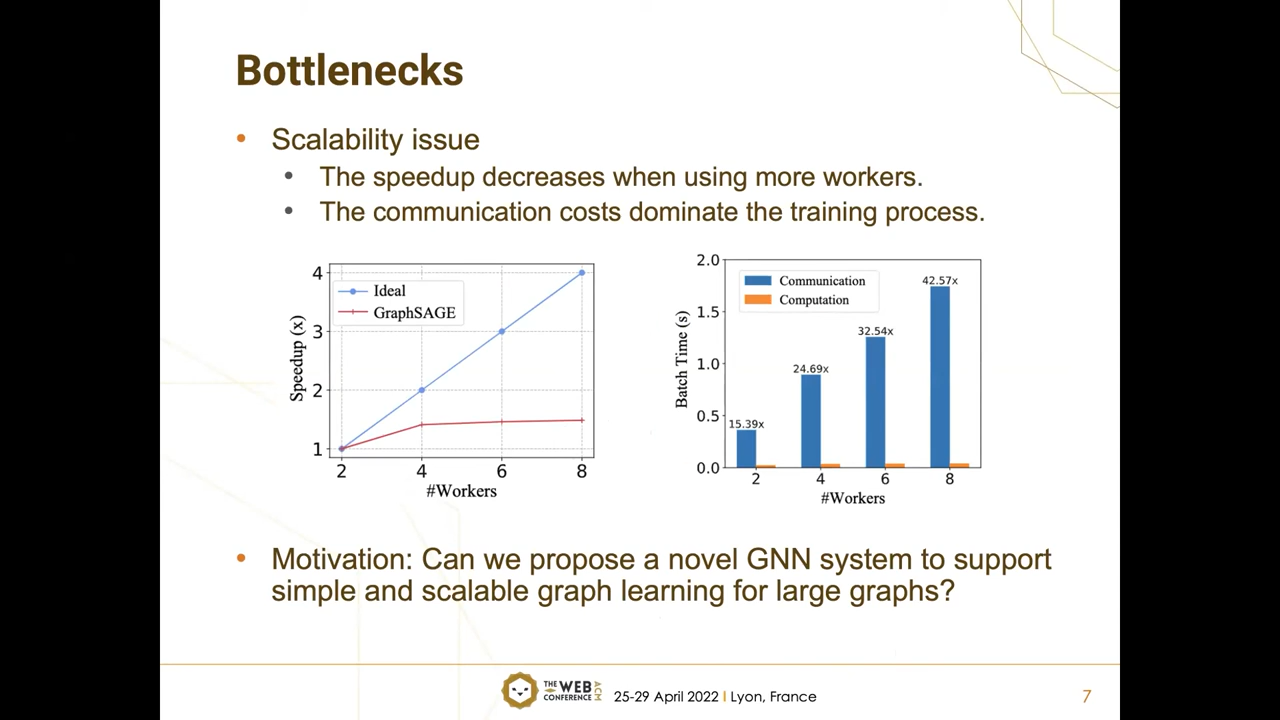 Bottlenecks
• Scalability issue
• The speedup decreases when using more workers.
• The communication costs dominate the training process.
4
3
2
1
Speedup (x)
Ideal
GraphSAGE
2 4 6 8
#Workers
2.0
1.5
1.0
0.5
0.0
Batch Time (s)
Communication
Computation
15.39x
24.69x
32.54x
42.57x
2 4 6 8
#Workers
• Motivation: Can we propose a novel GNN system to support
simple and scalable graph learning for large graphs?
THE WEB
CONFERENCE
ACM
25-29 April 2022 I Lyon, France
7